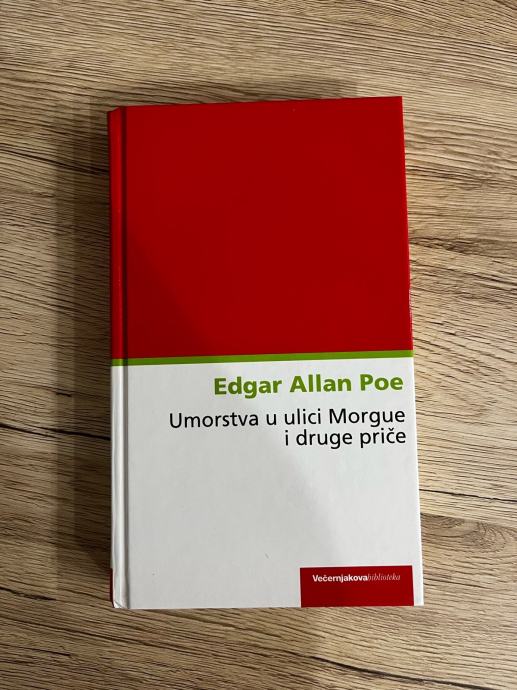 Edgar Allan Poe
Umorstva u ulici Morgue
i druge priče
Večernjakovabiblioteka